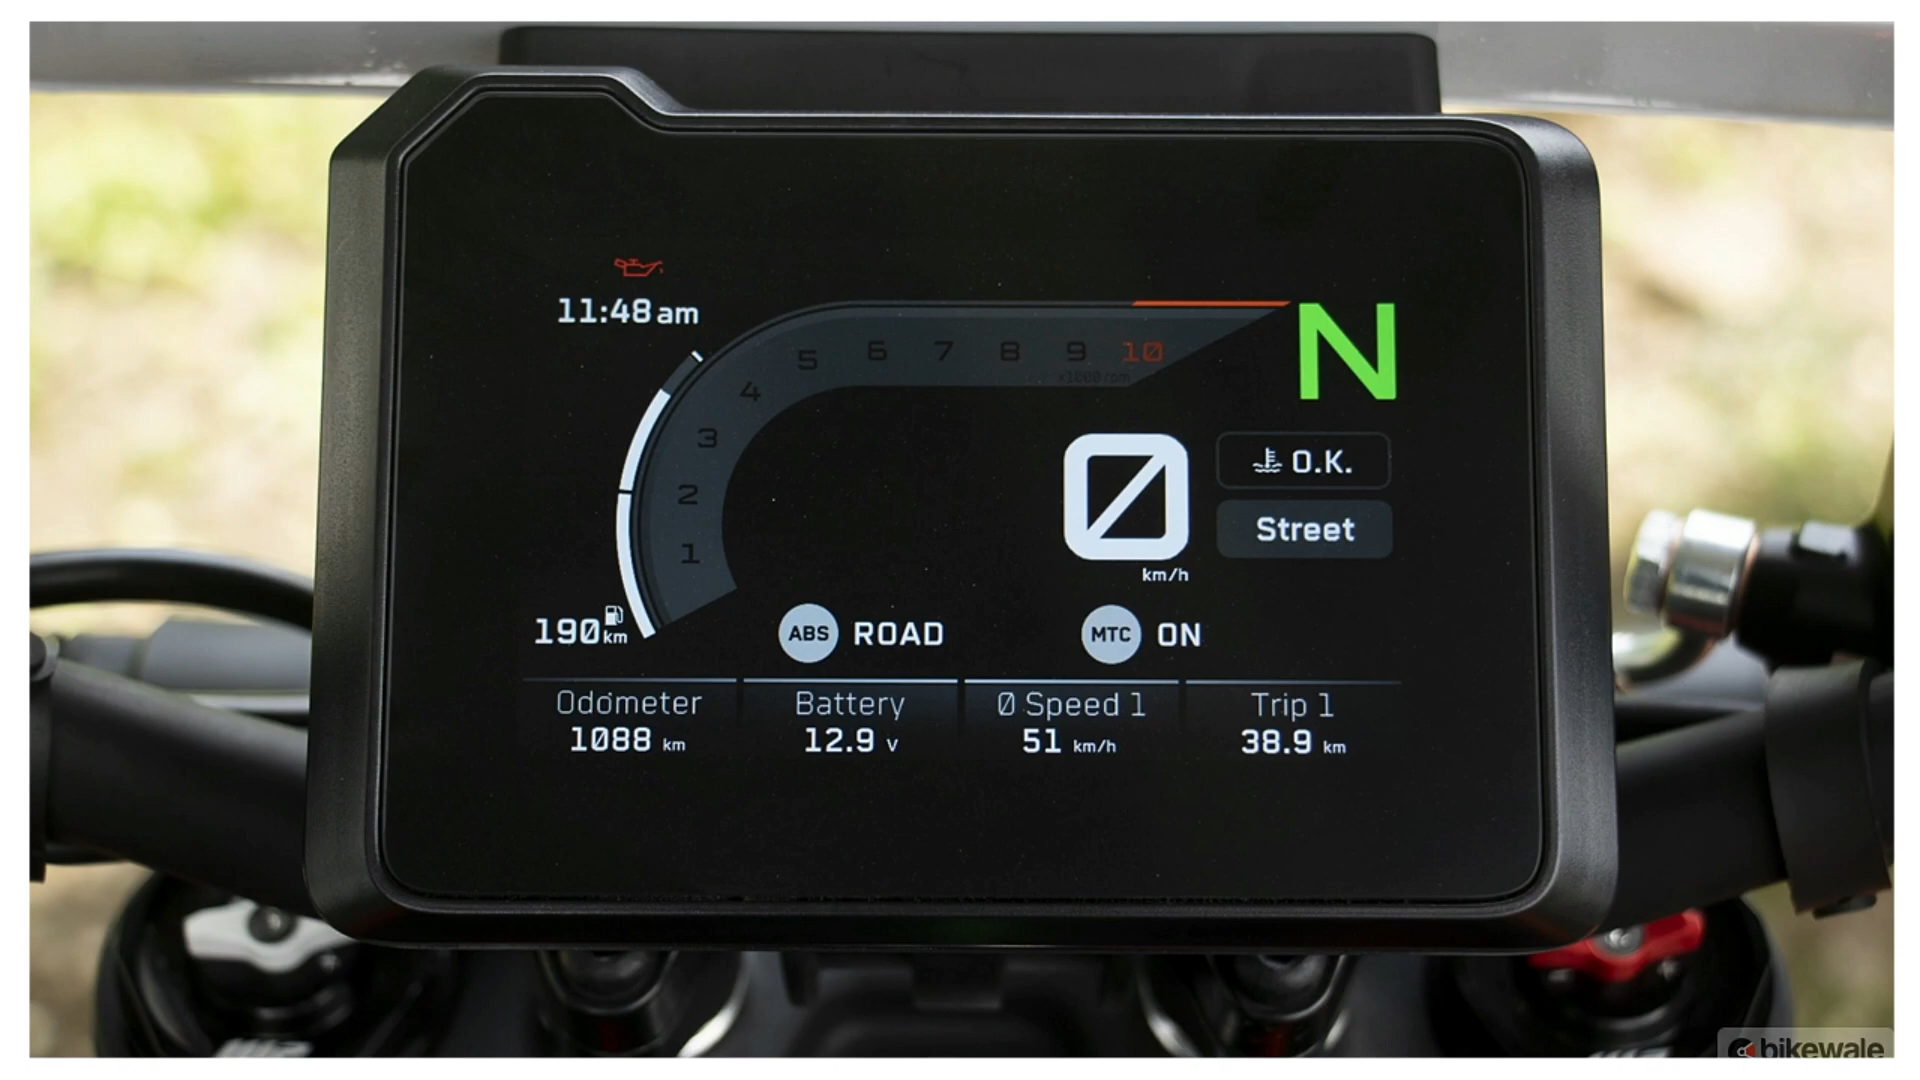 11:48 am
1 2 3 4 5 6 7 8 9 10
x1000 rpm
N
0
km/h
O.K.
Street
190 km
ABS ROAD
MTC ON
Odometer
1088 km
Battery
12.9 V
Ø Speed 1
51 km/h
Trip 1
38.9 km
bikewale